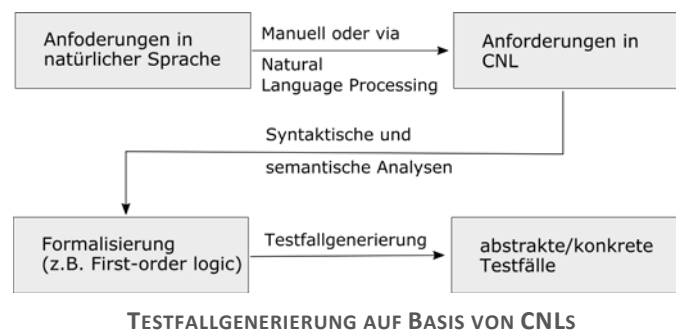 Anfoderungen in
natürlicher Sprache
Manuell oder via
Natural
Language Processing
Anforderungen in
CNL
Syntaktische und
semantische Analysen
Formalisierung
(z.B. First-order logic)
Testfallgenerierung
abstrakte/konkrete
Testfälle
TESTFALLGENERIERUNG AUF BASIS VON CNLS